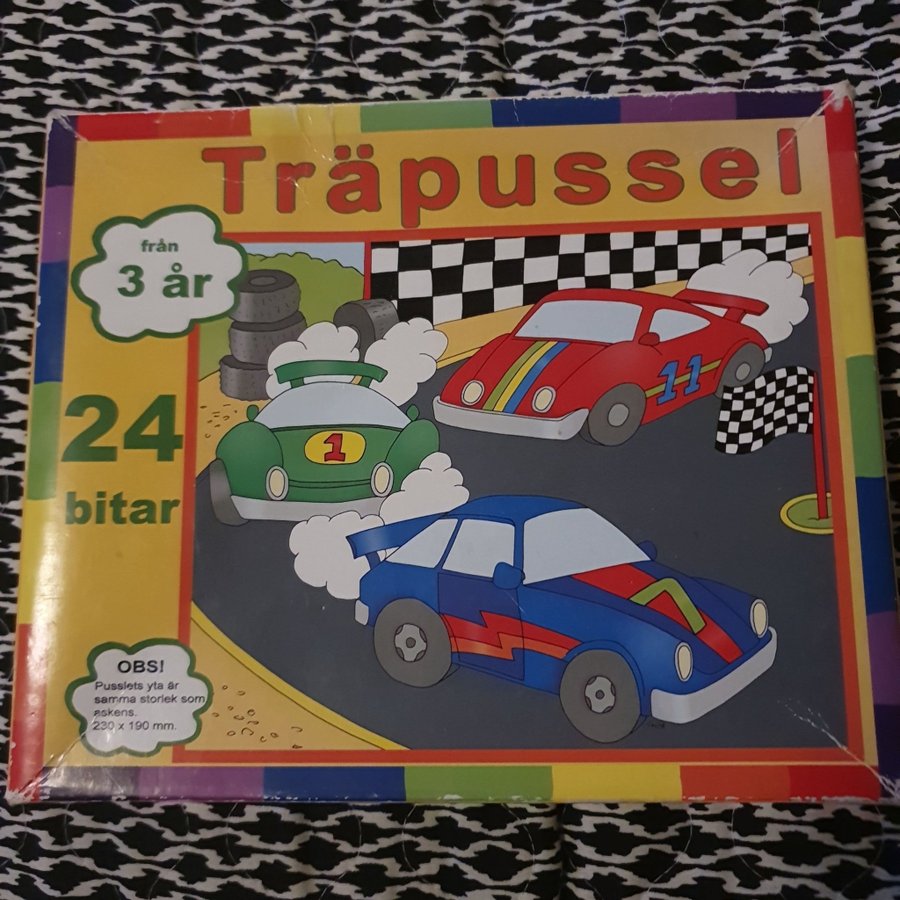 Träpussel
från
3 år
24
bitar
1
11
7
OBS!
Pusslets yta är
samma storlek som
askens.
230 x 190 mm.